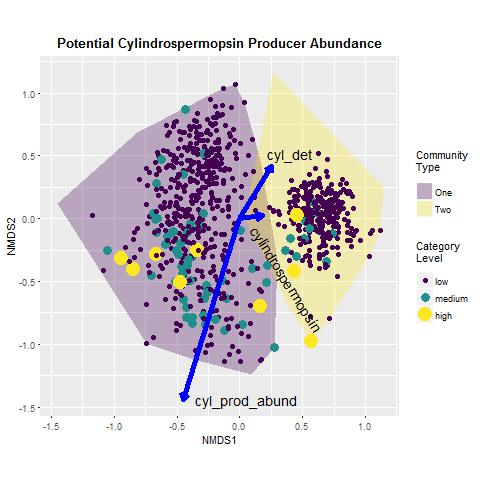 Potential Cylindrospermopsin Producer Abundance
NMDS2
1.0
0.5
0.0
-0.5
-1.0
-1.5
cyl_det
cylindrospermopsin
cyl_prod_abund
-1.5
-1.0
-0.5
0.0
0.5
1.0
NMDS1
Community
Type
One
Two
Category
Level
low
medium
high